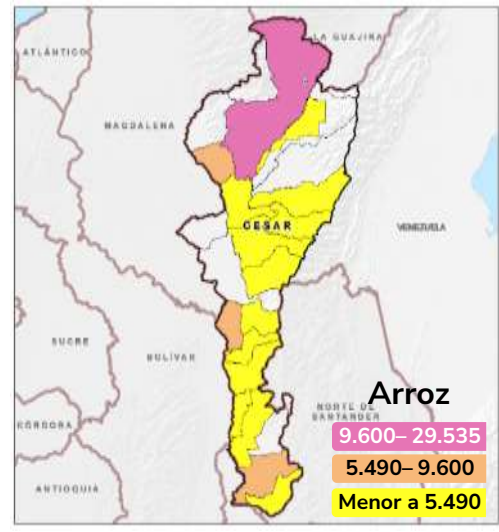 ATLÁNTICO
LA GUAJIRA
MAGDALENA
CESAR
VENEZUELA
SUCRE
BOLÍVAR
CÓRDOBA
NORTE DE
SANTANDER
ANTIOQUIA
Arroz
9.600– 29.535
5.490– 9.600
Menor a 5.490